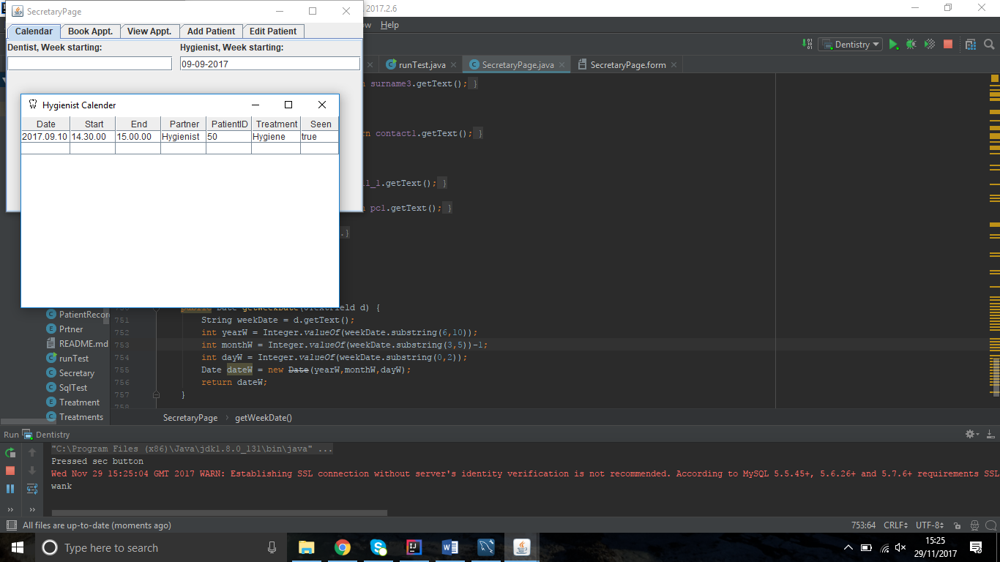 SecretaryPage
2017.2.6
Calendar Book Appt. View Appt. Add Patient Edit Patient
Help
Dentist, Week starting: Hygienist, Week starting:
09-09-2017
Dentistry
runTest.java SecretaryPage.java SecretaryPage.form
surname3.getText(); }
Hygienist Calender
Date Start End Partner PatientID Treatment Seen
2017.09.10 14.30.00 15.00.00 Hygienist 50 Hygiene true
contact1.getText(); }
.getText(); }
pc1.getText(); }
.}
public Date getWeekDate(JTextField d) {
751 String weekDate = d.getText();
752 int yearW = Integer.valueOf(weekDate.substring(6,10));
753 int monthW = Integer.valueOf(weekDate.substring(3,5))-1;
754 int dayW = Integer.valueOf(weekDate.substring(0,2));
755 Date dateW = new Date(yearW,monthW,dayW);
756 return dateW;
757 }
758
PatientRecor
Prtner
README.md
runTest
Secretary
SqlTest
Treatment
Treatments
SecretaryPage › getWeekDate()
Run Dentistry
"C:\Program Files (x86)\Java\jdk1.8.0_131\bin\java" ...
Pressed sec button
Wed Nov 29 15:25:04 GMT 2017 WARN: Establishing SSL connection without server's identity verification is not recommended. According to MySQL 5.5.45+, 5.6.26+ and 5.7.6+ requirements SSL
wank
All files are up-to-date (moments ago)
753:64 CRLF UTF-8
Type here to search
15:25
29/11/2017